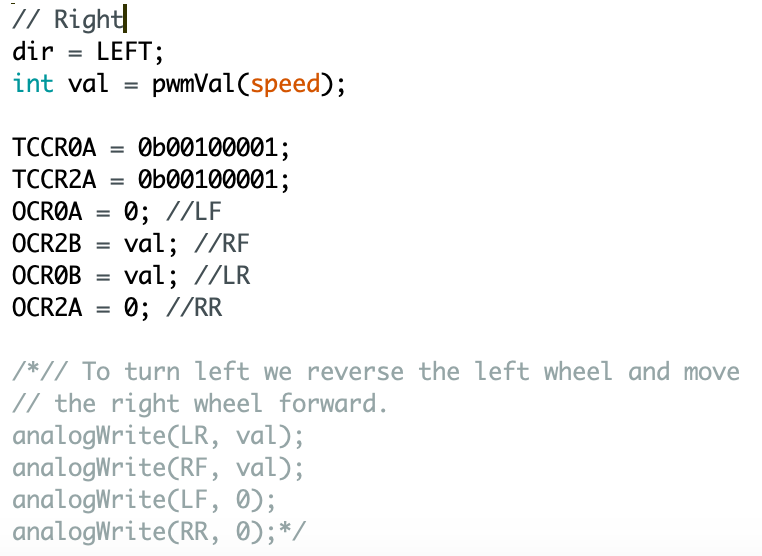 // Right
dir = LEFT;
int val = pwmVal(speed);
TCCR0A = 0b00100001;
TCCR2A = 0b00100001;
OCR0A = 0; //LF
OCR2B = val; //RF
OCR0B = val; //LR
OCR2A = 0; //RR
/*// To turn left we reverse the left wheel and move
// the right wheel forward.
analogWrite(LR, val);
analogWrite(RF, val);
analogWrite(LF, 0);
analogWrite(RR, 0);*/